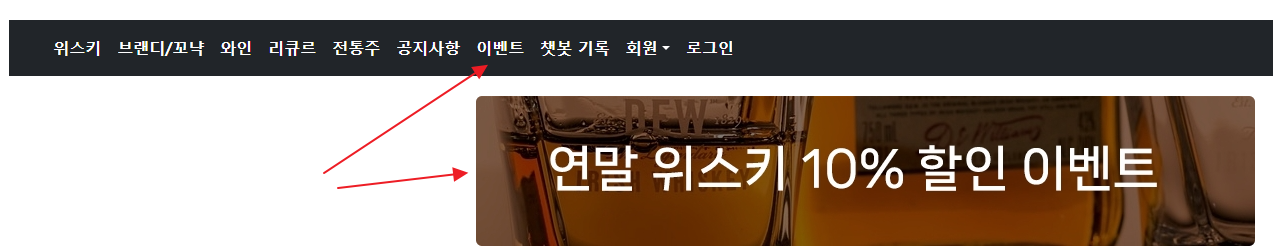 위스키 브랜디/꼬냑 와인 리큐르 전통주 공지사항 이벤트 챗봇 기록 회원 로그인
DEW
연말 위스키 10% 할인 이벤트